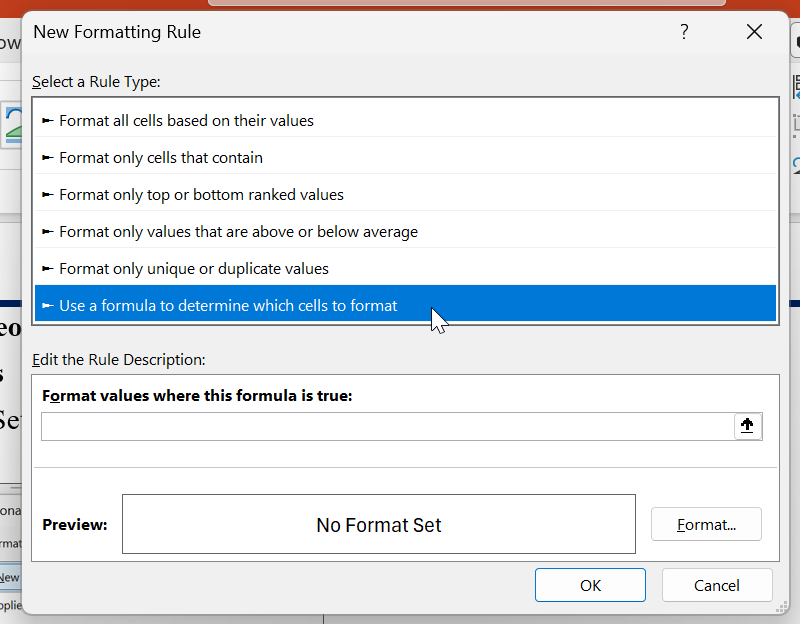 New Formatting Rule
?
Select a Rule Type:
► Format all cells based on their values
► Format only cells that contain
► Format only top or bottom ranked values
► Format only values that are above or below average
► Format only unique or duplicate values
► Use a formula to determine which cells to format
Edit the Rule Description:
Format values where this formula is true:
Preview:
No Format Set
Format...
OK
Cancel
New